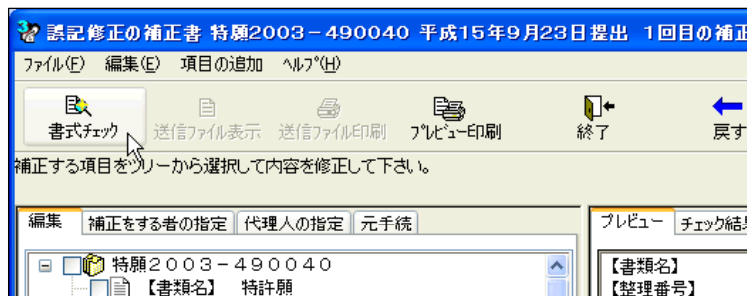 誤記修正の補正書 特願2003-490040 平成15年9月23日提出 1回目の補正
ファイル(F) 編集(E) 項目の追加 ヘルプ(H)
書式チェック 送信ファイル表示 送信ファイル印刷 プレビュー印刷 終了 戻す
補正する項目をツリーから選択して内容を修正して下さい。
編集 補正をする者の指定 代理人の指定 元手続 プレビュー チェック結果
特願2003-490040
【書類名】 特許願
【書類名】
【整理番号】